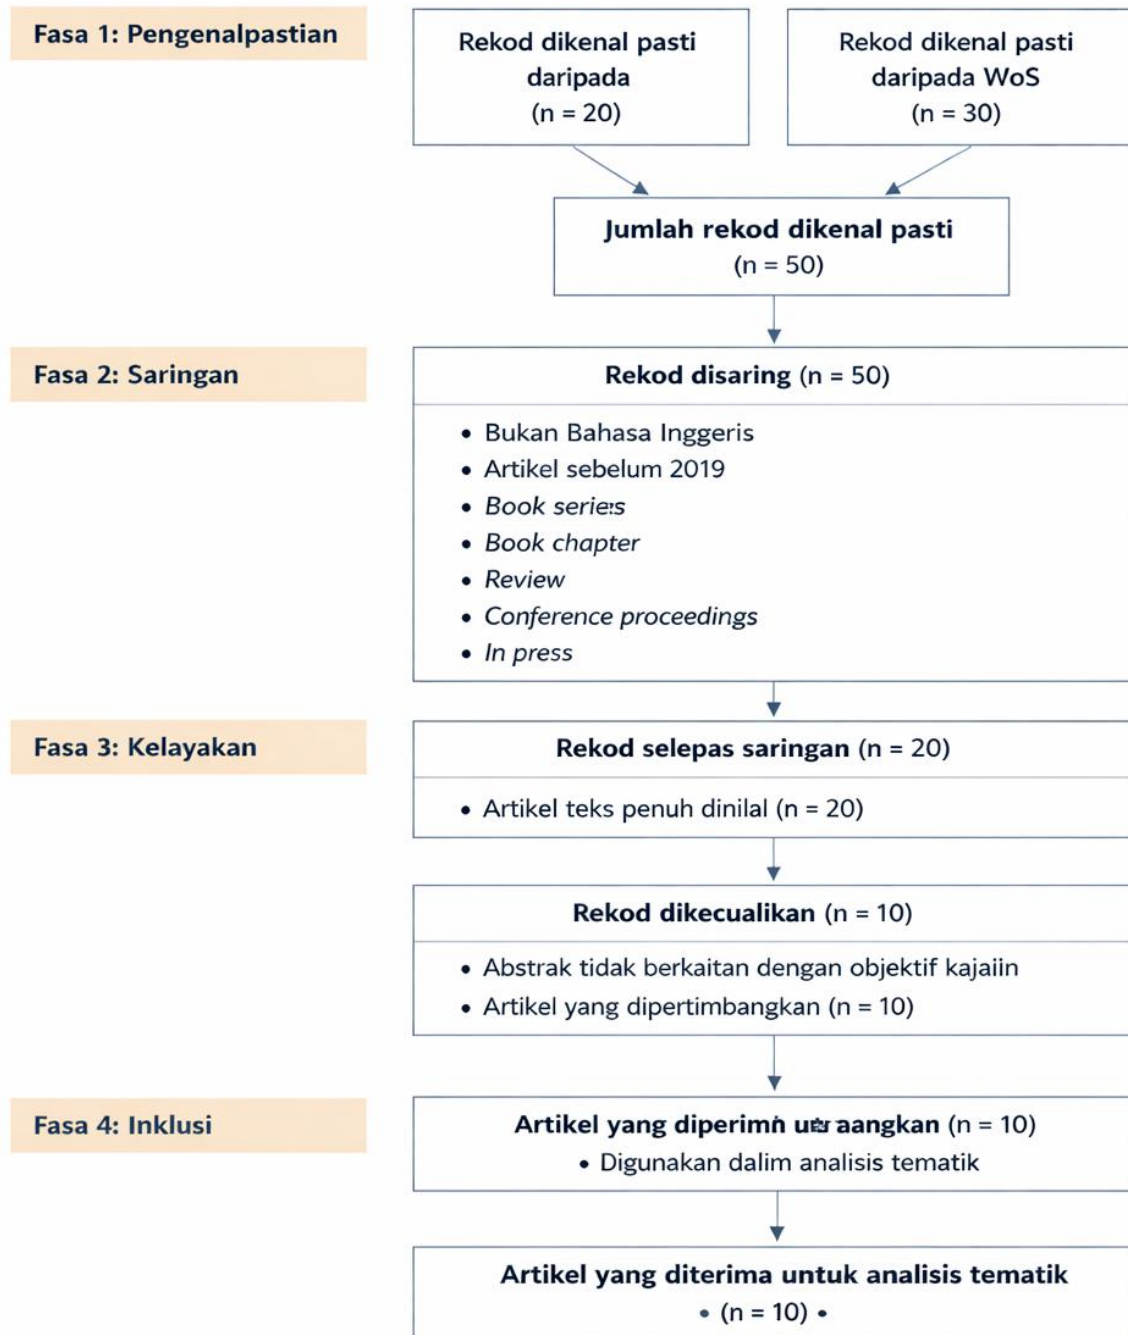 Fasa 1: Pengenalpastian
Rekod dikenal pasti
daripada
(n = 20)
Rekod dikenal pasti
daripada WoS
(n = 30)
Jumlah rekod dikenal pasti
(n = 50)
Fasa 2: Saringan
Rekod disaring (n = 50)
• Bukan Bahasa Inggeris
• Artikel sebelum 2019
• Book series
• Book chapter
• Review
• Conference proceedings
• In press
Fasa 3: Kelayakan
Rekod selepas saringan (n = 20)
• Artikel teks penuh dinilal (n = 20)
Rekod dikecualikan (n = 10)
• Abstrak tidak berkaitan dengan objektif kajaiin
• Artikel yang dipertimbangkan (n = 10)
Fasa 4: Inklusi
Artikel yang (n = 10)
• Digunakan dalim analisis tematik
Artikel yang diterima untuk analisis tematik
• (n = 10) •